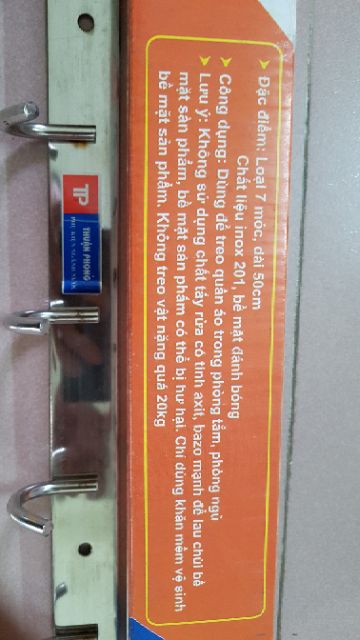 ➤ Đặc điểm: Loại 7 móc, dài 50cm
Chất liệu inox 201, bề mặt đánh bóng
➤ Công dụng: Dùng để treo quần áo trong phòng tắm, phòng ngủ
➤ Lưu ý: Không sử dụng chất tẩy rửa có tính axit, bazo mạnh để lau chùi bề
mặt sản phẩm, bề mặt sản phẩm có thể bị hư hại. Chỉ dùng khăn mềm vệ sinh
bề mặt sản phẩm. Không treo vật nặng quá 20kg
TP
THUẬN PHONG